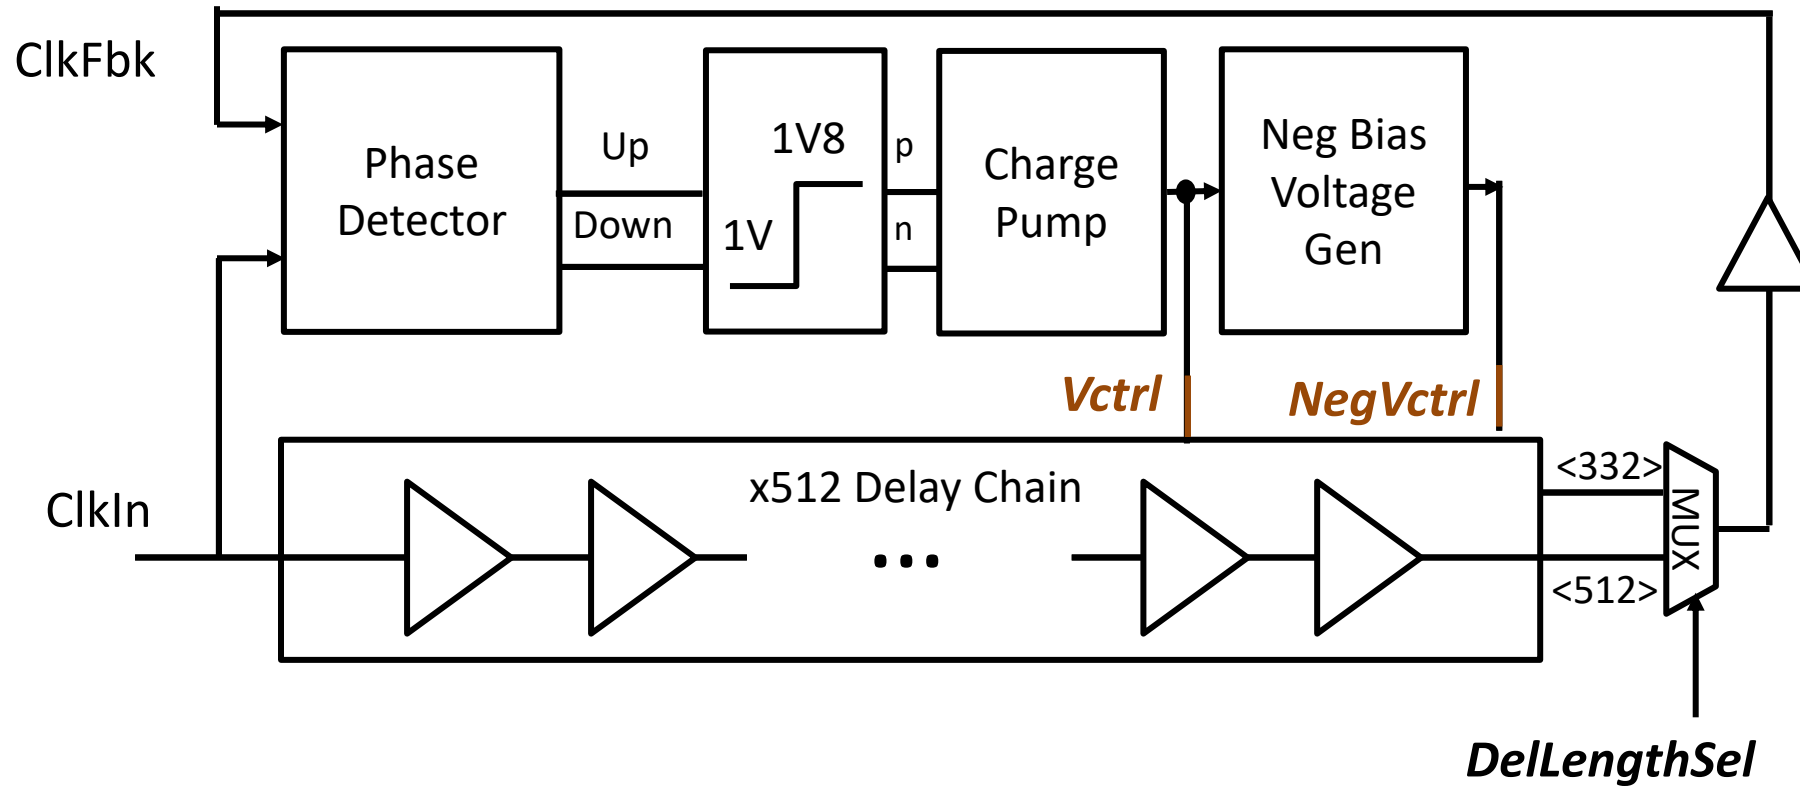 ClkFbk
Phase
Detector
Up
Down
1V8
1V
p
n
Charge
Pump
Neg Bias
Voltage
Gen
Vctrl
NegVctrl
ClkIn
x512 Delay Chain
...
<332>
<512>
MUX
DelLengthSel